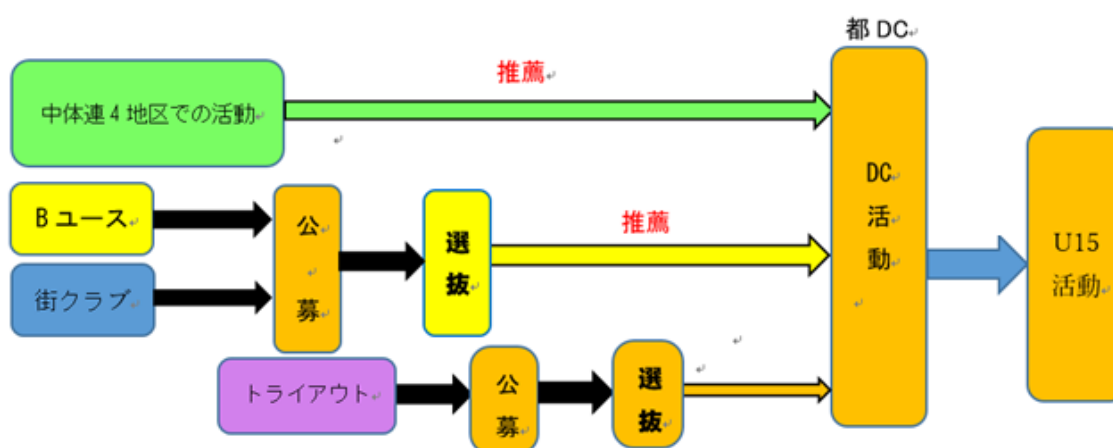 都 DC
推薦
中体連 4 地区での活動
B ユース
街クラブ
公
募
選
抜
推薦
トライアウト
公
募
選
抜
DC
活
動
U15
活動